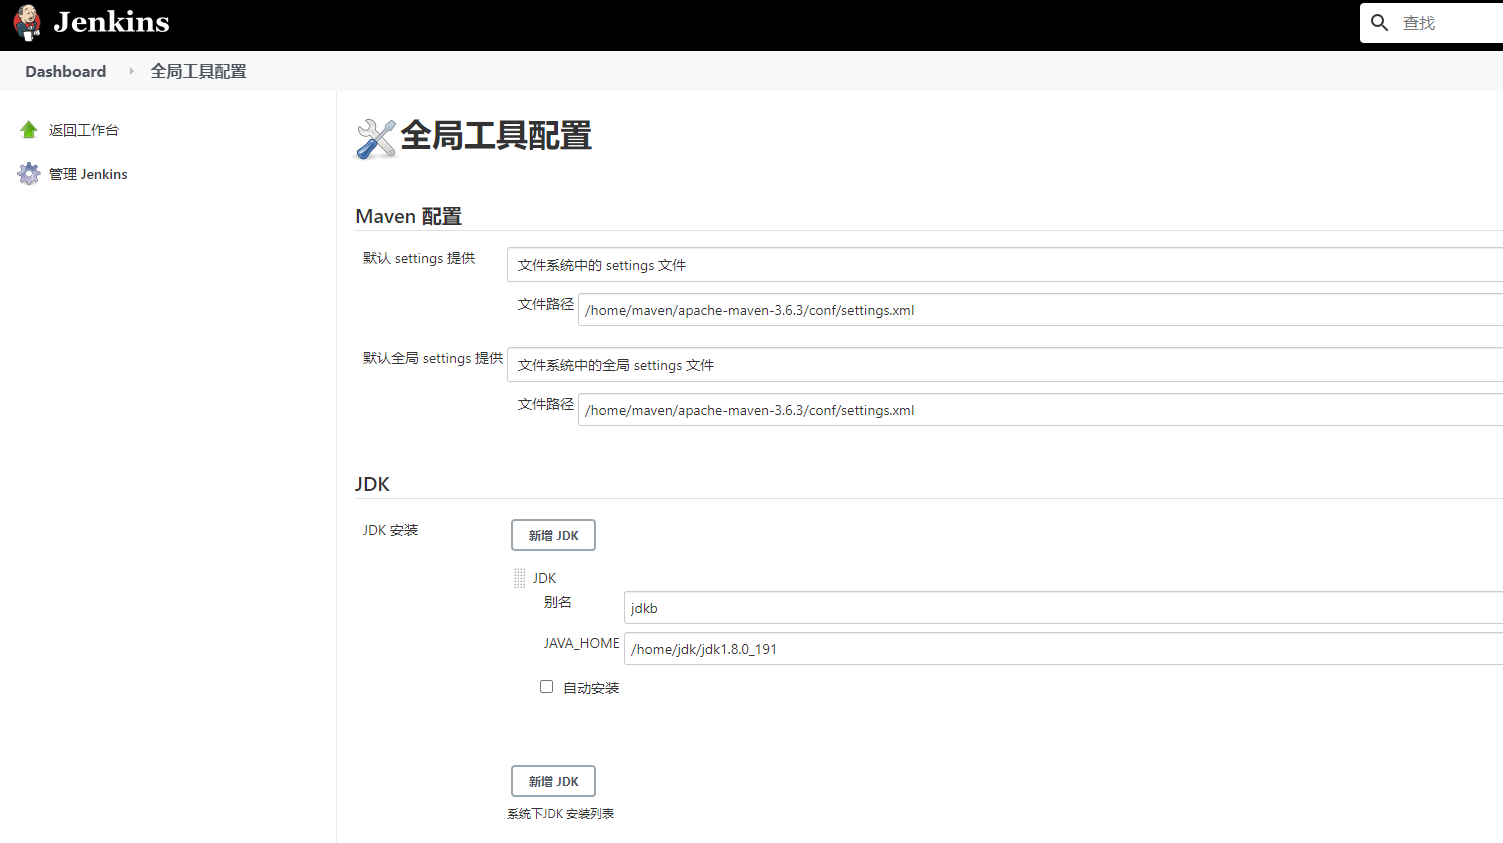 Jenkins
查找
Dashboard 全局工具配置
返回工作台
管理 Jenkins
全局工具配置
Maven 配置
默认 settings 提供
文件系统中的 settings 文件
文件路径
/home/maven/apache-maven-3.6.3/conf/settings.xml
默认全局 settings 提供
文件系统中的全局 settings 文件
文件路径
/home/maven/apache-maven-3.6.3/conf/settings.xml
JDK
JDK 安装
新增 JDK
JDK
别名
jdkb
JAVA_HOME
/home/jdk/jdk1.8.0_191
自动安装
新增 JDK
系统下JDK 安装列表